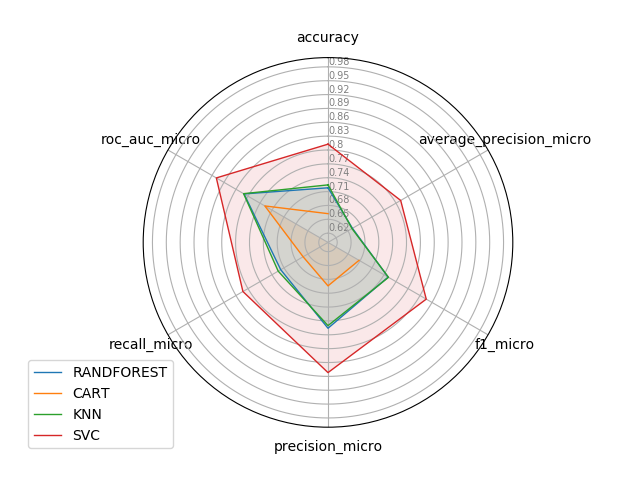 accuracy
0.98
0.95
0.92
0.89
0.86
0.83
0.8
0.77
0.74
0.71
0.68
0.65
0.62
roc_auc_micro
average_precision_micro
recall_micro
f1_micro
precision_micro
RANDFOREST
CART
KNN
SVC